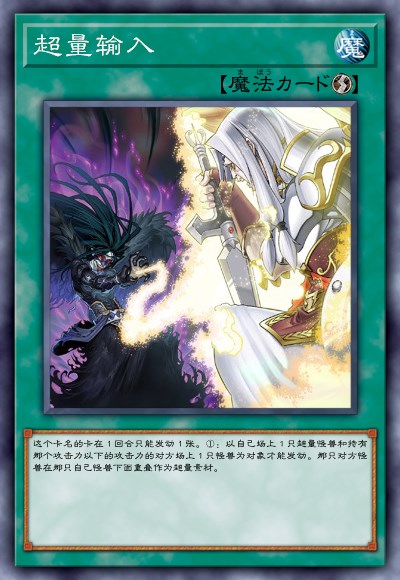 超量输入
魔
【魔法カード】
まほう
这个卡名的卡在１回合只能发动１张。①：以自己场上１只超量怪兽和持有
那个攻击力以下的攻击力的对方场上１只怪兽为对象才能发动。那只对方怪
兽在那只自己怪兽下面重叠作为超量素材。